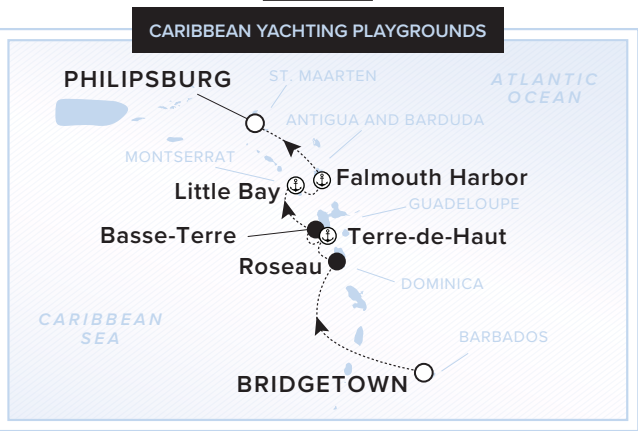 CARIBBEAN YACHTING PLAYGROUNDS
PHILIPSBURG
ST. MAARTEN
ATLANTIC
OCEAN
ANTIGUA AND BARDUDA
MONTSERRAT
Little Bay
Falmouth Harbor
GUADELOUPE
Basse-Terre
Terre-de-Haut
Roseau
DOMINICA
CARIBBEAN
SEA
BARBADOS
BRIDGETOWN